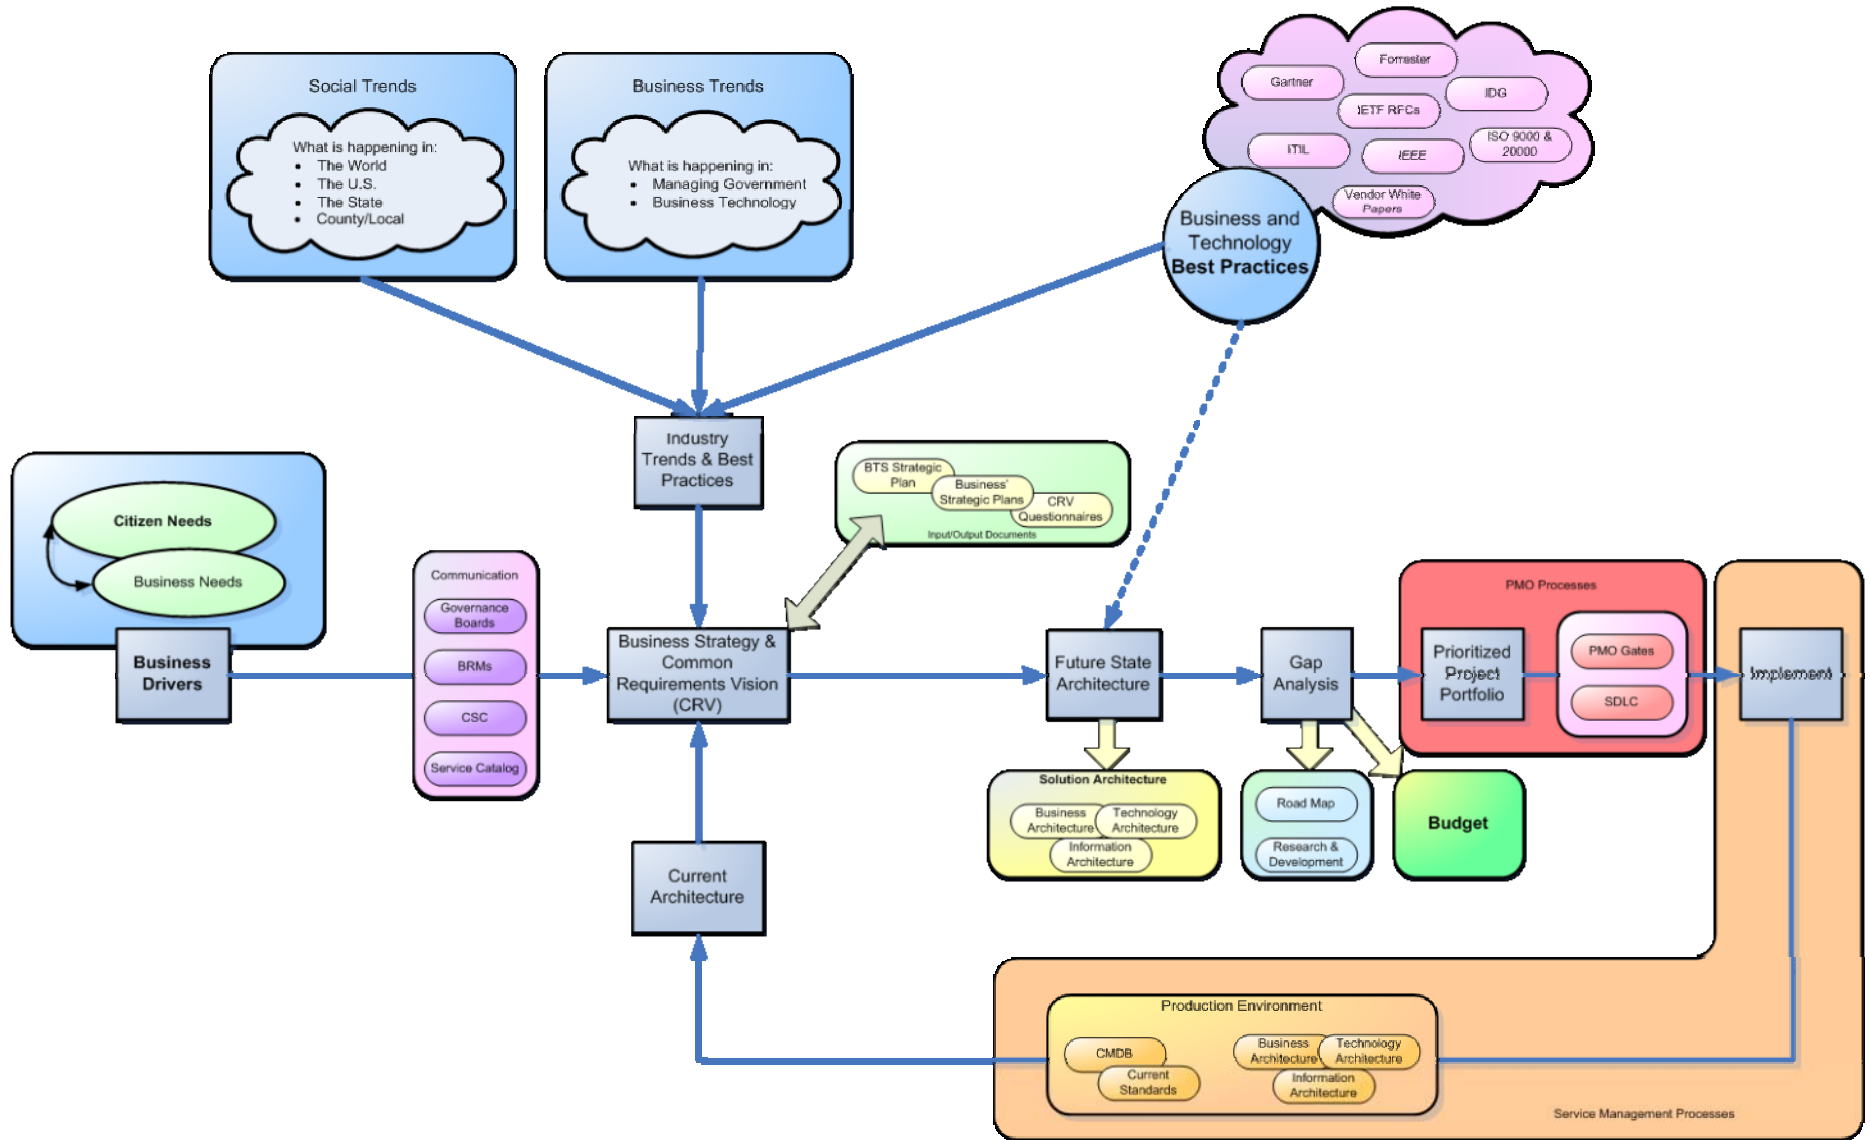 Social Trends
What is happening in:
• The World
• The U.S.
• The State
• County/Local
Business Trends
What is happening in:
• Managing Government
• Business Technology
Forrester
Gartner
IDG
IETF RFCs
ISO 9000 &
20000
ITIL
IEEE
Vendor White
Papers
Business and
Technology
Best Practices
Industry
Trends & Best
Practices
BTS Strategic
Plan
Business'
Strategic Plans
CRV
Questionnaires
Input/Output Documents
Citizen Needs
Business Needs
Business
Drivers
Communication
Governance
Boards
BRMs
CSC
Service Catalog
Business Strategy &
Common
Requirements Vision
(CRV)
Future State
Architecture
Gap
Analysis
PMO Processes
Prioritized
Project
Portfolio
PMO Gates
SDLC
Implement
Solution Architecture
Business
Architecture
Technology
Architecture
Information
Architecture
Road Map
Research &
Development
Budget
Current
Architecture
Production Environment
CMDB
Current
Standards
Business
Architecture
Technology
Architecture
Information
Architecture
Service Management Processes